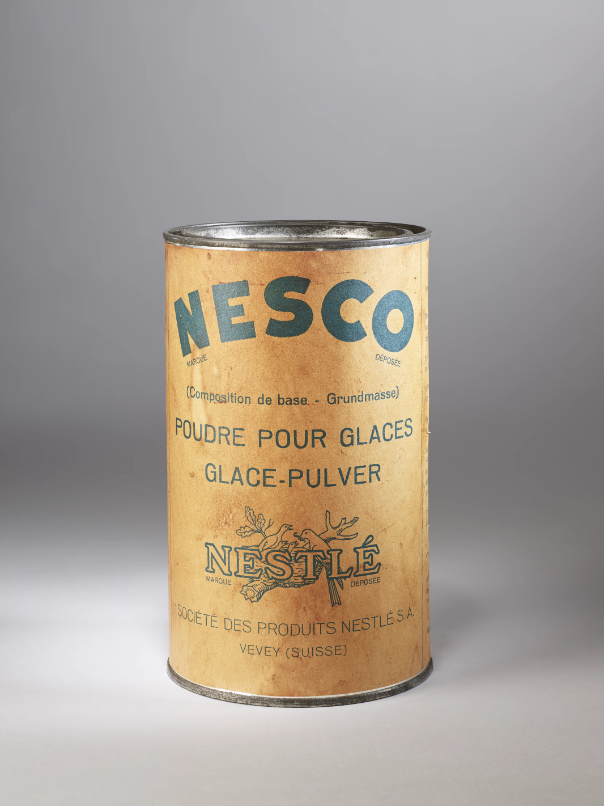 NESCO
MARQUE DÉPOSÉE
(Composition de base. - Grundmasse)
POUDRE POUR GLACES
GLACE-PULVER
NESTLÉ
MARQUE DÉPOSÉE
SOCIÉTÉ DES PRODUITS NESTLÉ S.A.
VEVEY (SUISSE)